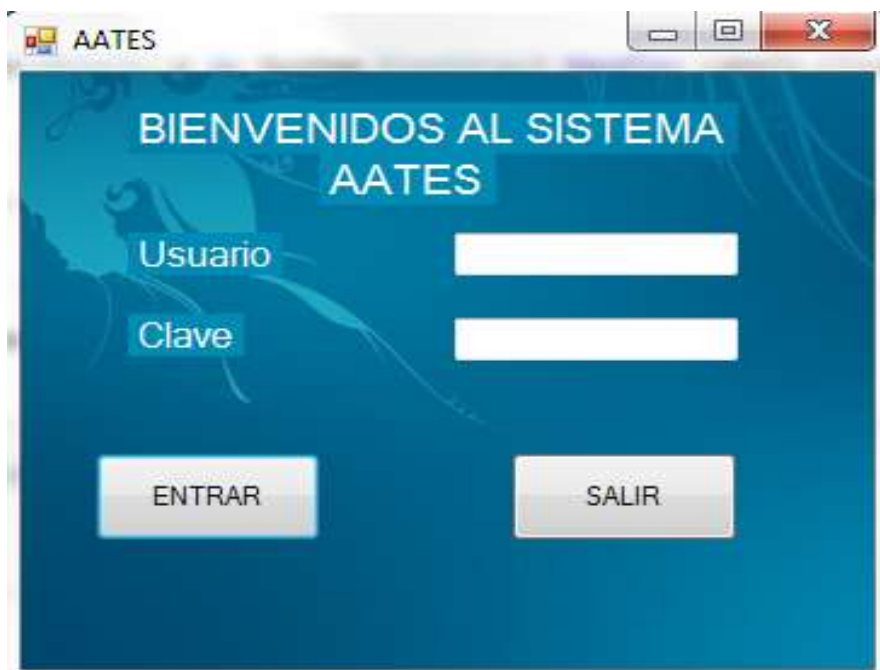 AATES
BIENVENIDOS AL SISTEMA
AATES
Usuario
Clave
ENTRAR
SALIR